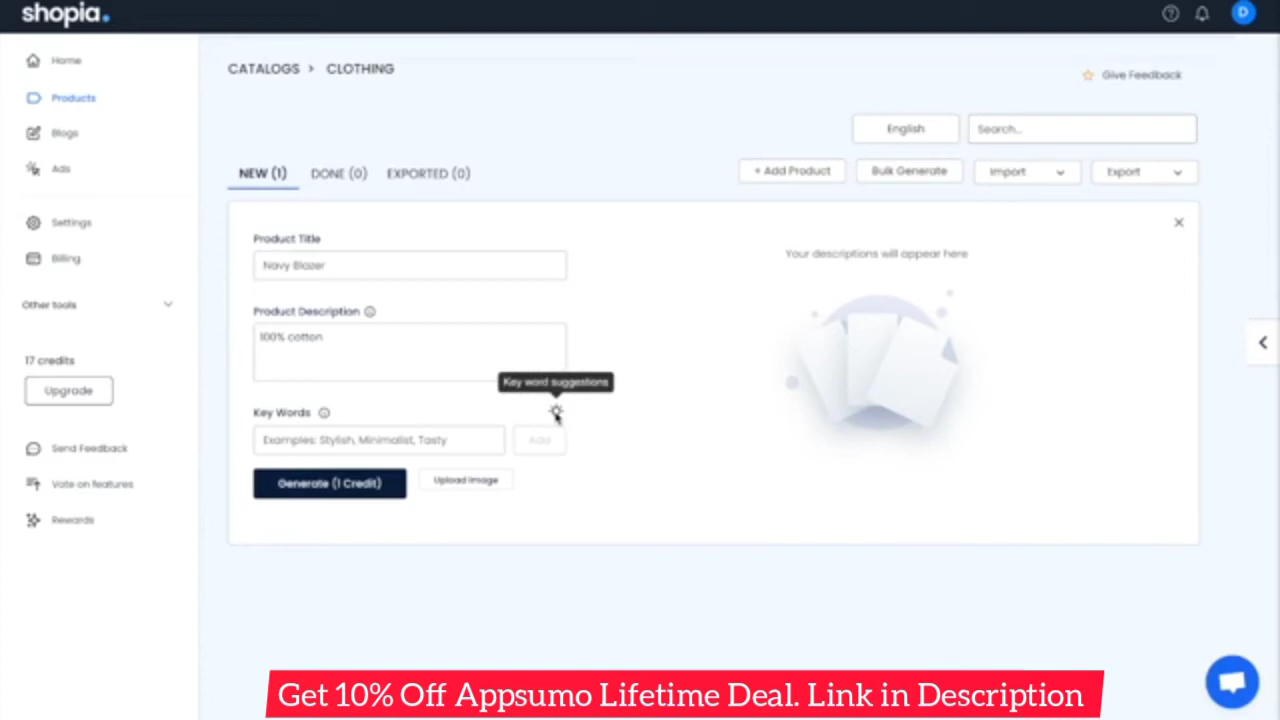 shopia.
D
Home
Products
Blogs
Ads
Settings
Billing
Other tools
17 credits
Upgrade
Send Feedback
Vote on features
Rewards
CATALOGS > CLOTHING
Give Feedback
English
Search...
NEW (1) DONE (0) EXPORTED (0)
+ Add Product
Bulk Generate
Import
Export
Product Title
Navy Blazer
Product Description
100% cotton
Key word suggestions
Key Words
Examples: Stylish, Minimalist, Tasty
Add
Generate (1 Credit)
Upload Image
Your descriptions will appear here
Get 10% Off Appsumo Lifetime Deal. Link in Description